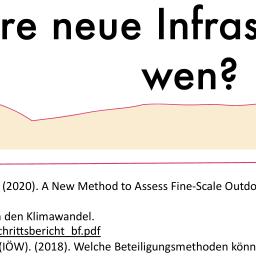 re neue Infras
wen?
(2020). A New Method to Assess Fine-Scale Outdo
den Klimawandel.
chrittsbericht_bf.pdf
(IÖW). (2018). Welche Beteiligungsmethoden könn